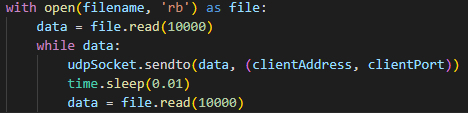 with open(filename, 'rb') as file:
    data = file.read(10000)
    while data:
        udpSocket.sendto(data, (clientAddress, clientPort))
        time.sleep(0.01)
        data = file.read(10000)